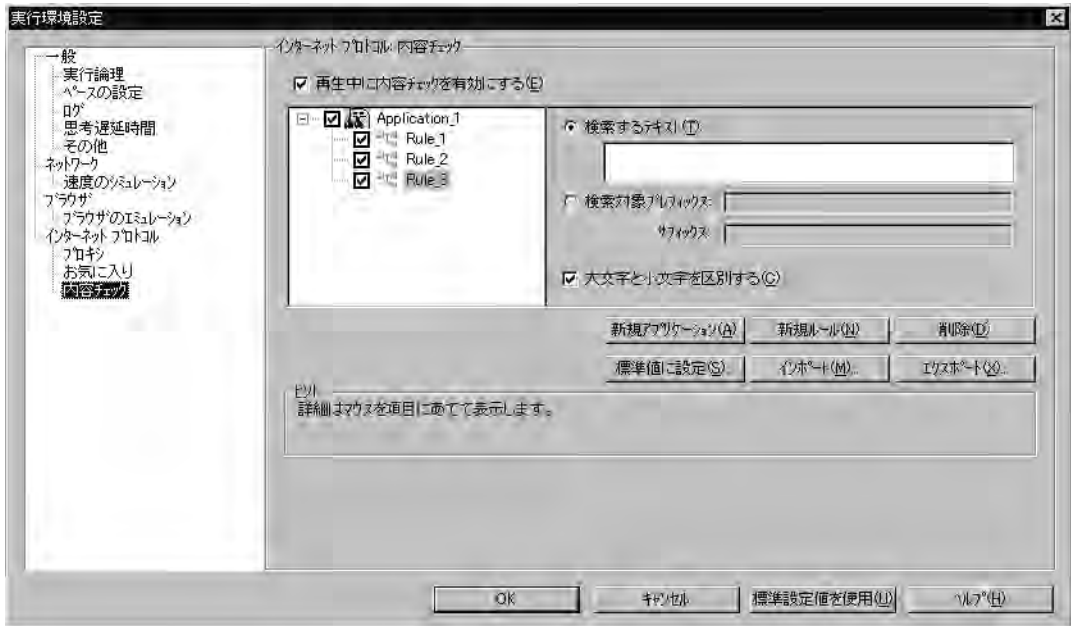 実行環境設定
一般
実行論理
ペースの設定
ログ
思考遅延時間
その他
ネットワーク
速度のシミュレーション
ブラウザ
ブラウザのエミュレーション
インターネット プロトコル
プロキシ
お気に入り
内容チェック
インターネット プロトコル: 内容チェック
再生中に内容チェックを有効にする(E)
Application_1
Rule_1
Rule_2
Rule_3
検索するテキスト(T)
検索対象プレフィックス:
サフィックス:
大文字と小文字を区別する(C)
新規アプリケーション(A)
新規ルール(N)
削除(D)
標準値に設定(S)...
インポート(M)...
エクスポート(X)...
ヒント
詳細はマウスを項目にあてて表示します。
OK
キャンセル
標準設定値を使用(U)
ヘルプ(H)